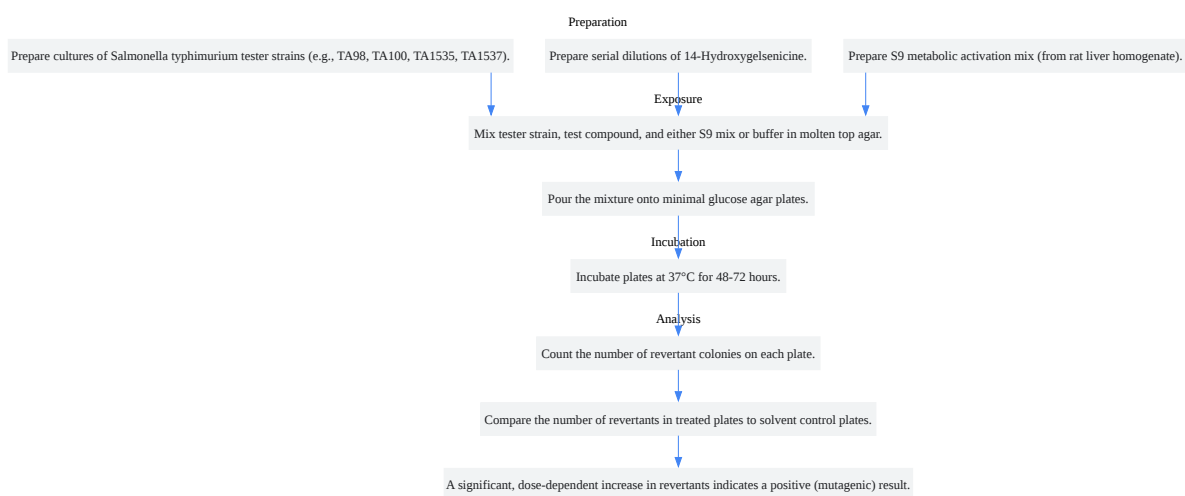 Preparation
Prepare cultures of Salmonella typhimurium tester strains (e.g., TA98, TA100, TA1535, TA1537).
Prepare serial dilutions of 14-Hydroxygelsenicine.
Prepare S9 metabolic activation mix (from rat liver homogenate).
Exposure
Mix tester strain, test compound, and either S9 mix or buffer in molten top agar.
Pour the mixture onto minimal glucose agar plates.
Incubation
Incubate plates at 37°C for 48-72 hours.
Analysis
Count the number of revertant colonies on each plate.
Compare the number of revertants in treated plates to solvent control plates.
A significant, dose-dependent increase in revertants indicates a positive (mutagenic) result.